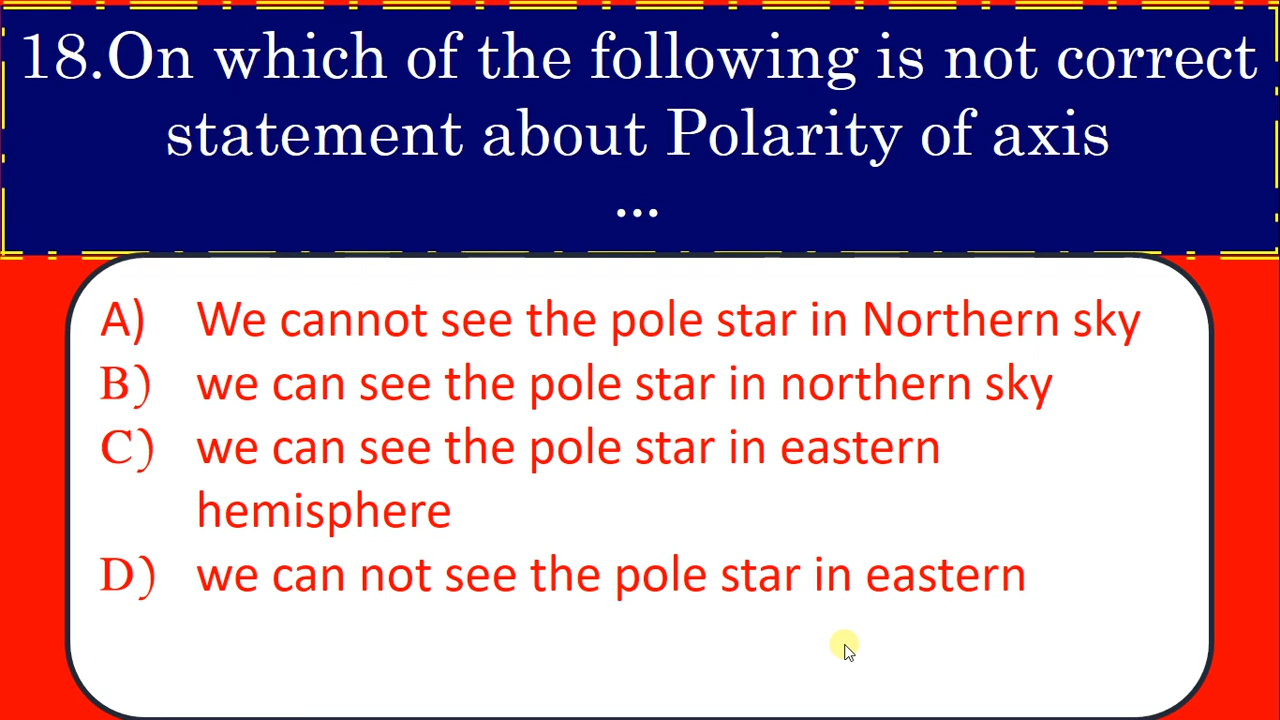 18.On which of the following is not correct
statement about Polarity of axis
...
A) We cannot see the pole star in Northern sky
B) we can see the pole star in northern sky
C) we can see the pole star in eastern
hemisphere
D) we can not see the pole star in eastern